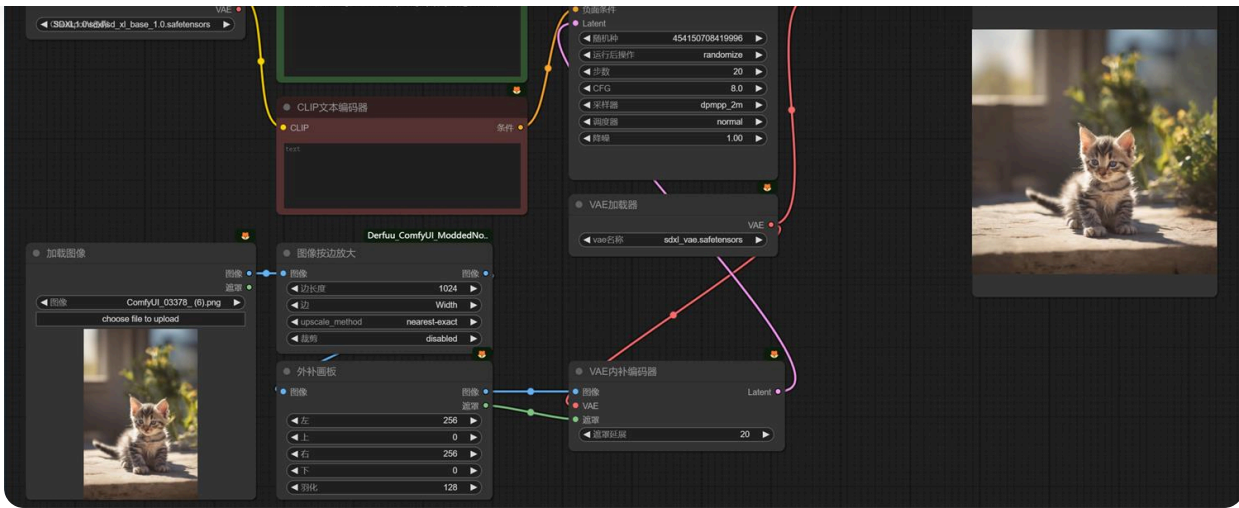 VAE
SDXL1.0\sdxl\sd_xl_base_1.0.safetensors
CLIP文本编码器
CLIP
条件
text
负面条件
Latent
随机种 454150708419996
运行后操作 randomize
步数 20
CFG 8.0
采样器 dpmpp_2m
调度器 normal
降噪 1.00
VAE加载器
VAE
vae名称 sdxl_vae.safetensors
加载图像
图像
遮罩
图像 ComfyUI_03378_ (6).png
choose file to upload
Derfuu_ComfyUI_ModdedNo..
图像按边放大
图像 图像
边长度 1024
边 Width
upscale_method nearest-exact
裁剪 disabled
外补画板
图像 图像
遮罩
左 256
上 0
右 256
下 0
羽化 128
VAE内补编码器
图像 Latent
VAE
遮罩
遮罩延展 20